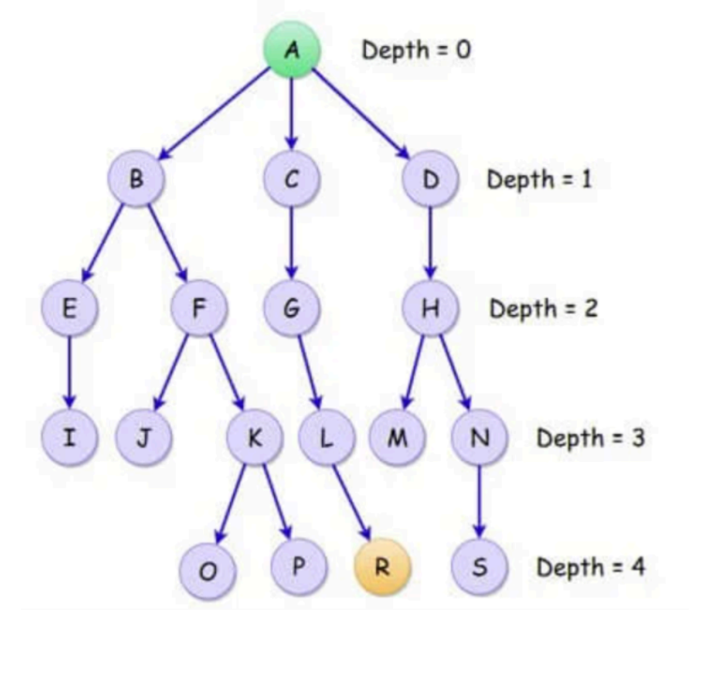 A Depth = 0
B C D Depth = 1
E F G H Depth = 2
I J K L M N Depth = 3
O P R S Depth = 4